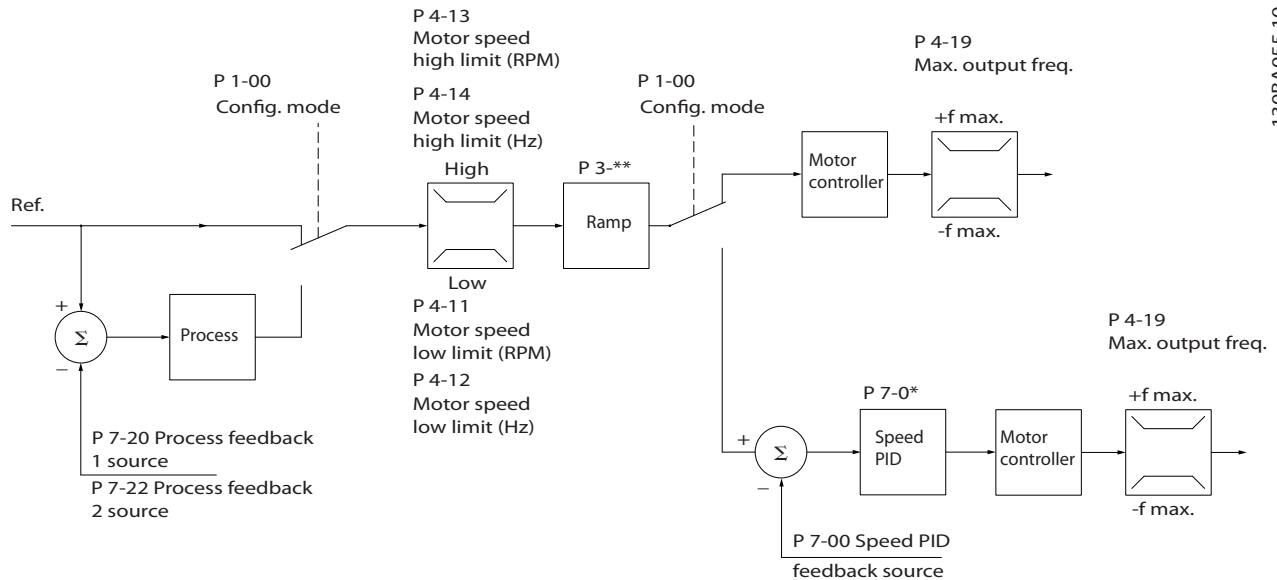 P 4-13
Motor speed
high limit (RPM)
P 4-14
Motor speed
high limit (Hz)
High
P 1-00
Config. mode
P 3-**
Ramp
P 1-00
Config. mode
P 4-19
Max. output freq.
+f max.
-f max.
Motor
controller
Ref.
Low
P 4-11
Motor speed
low limit (RPM)
P 4-12
Motor speed
low limit (Hz)
+
Σ
−
Process
P 7-20 Process feedback
1 source
P 7-22 Process feedback
2 source
P 4-19
Max. output freq.
+f max.
-f max.
P 7-0*
Speed
PID
Motor
controller
+
Σ
−
P 7-00 Speed PID
feedback source